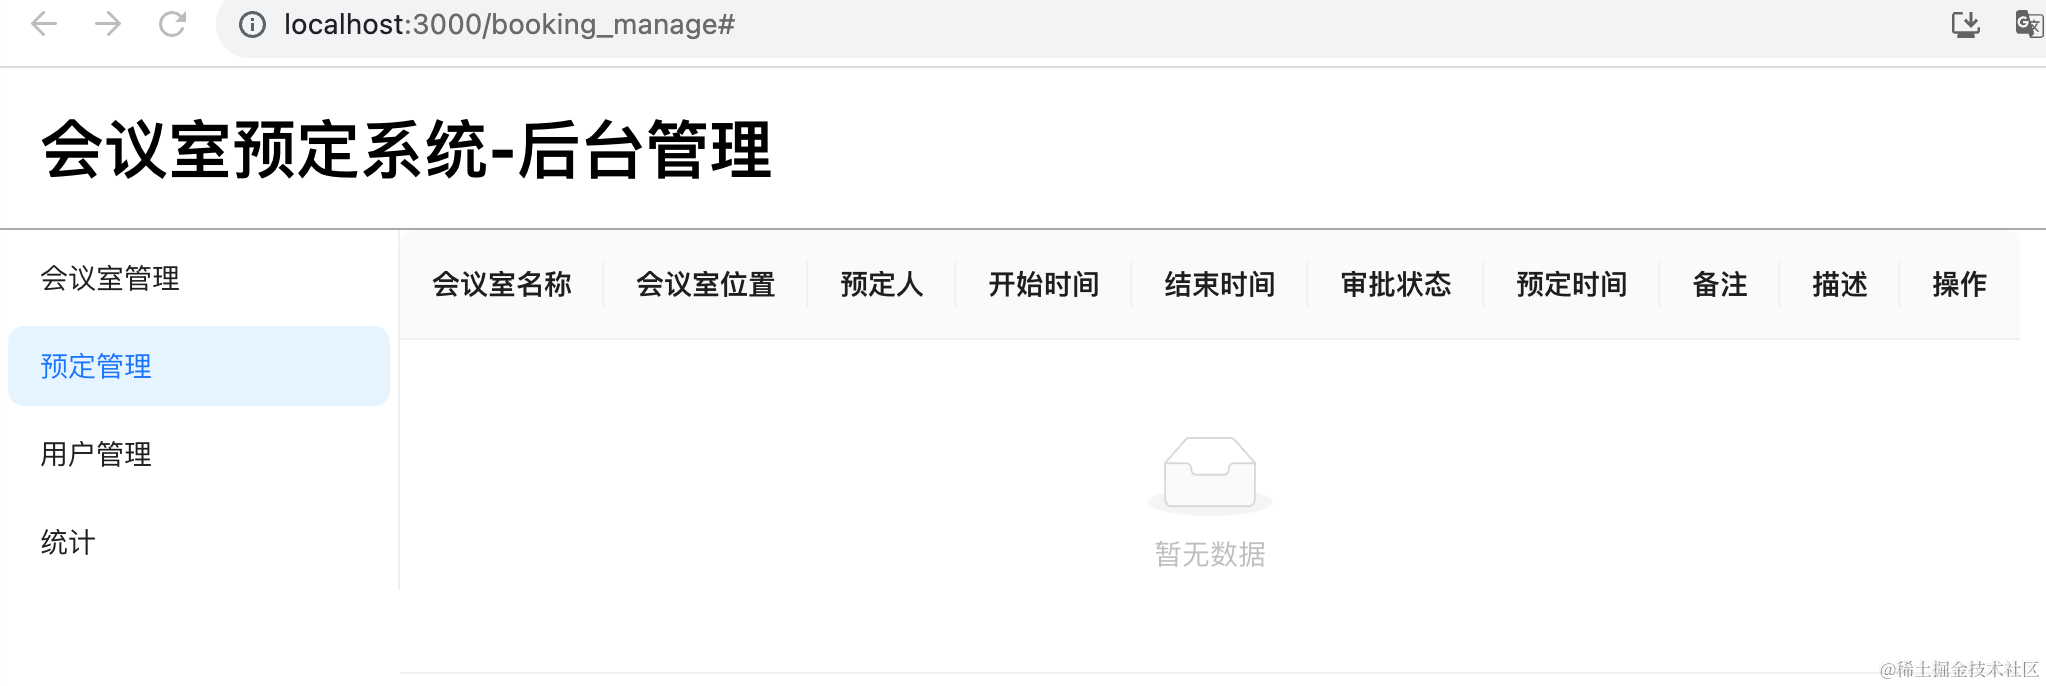 localhost:3000/booking_manage#
会议室预定系统-后台管理
会议室管理
预定管理
用户管理
统计
会议室名称 会议室位置 预定人 开始时间 结束时间 审批状态 预定时间 备注 描述 操作
暂无数据
@稀土掘金技术社区